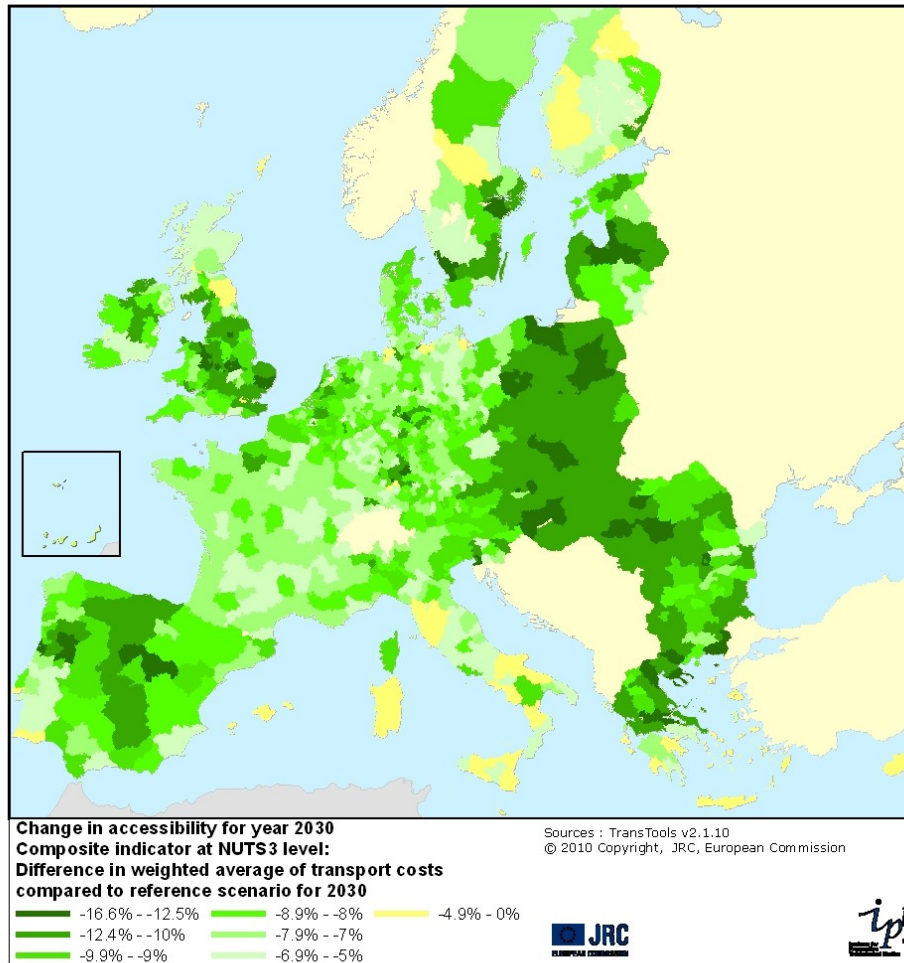 Change in accessibility for year 2030
Composite indicator at NUTS3 level:
Difference in weighted average of transport costs
compared to reference scenario for 2030
-16.6% - -12.5%
-12.4% - -10%
-9.9% - -9%
-8.9% - -8%
-7.9% - -7%
-6.9% - -5%
-4.9% - 0%
Sources : TransTools v2.1.10
© 2010 Copyright, JRC, European Commission
JRC
EUROPEAN COMMISSION
ip